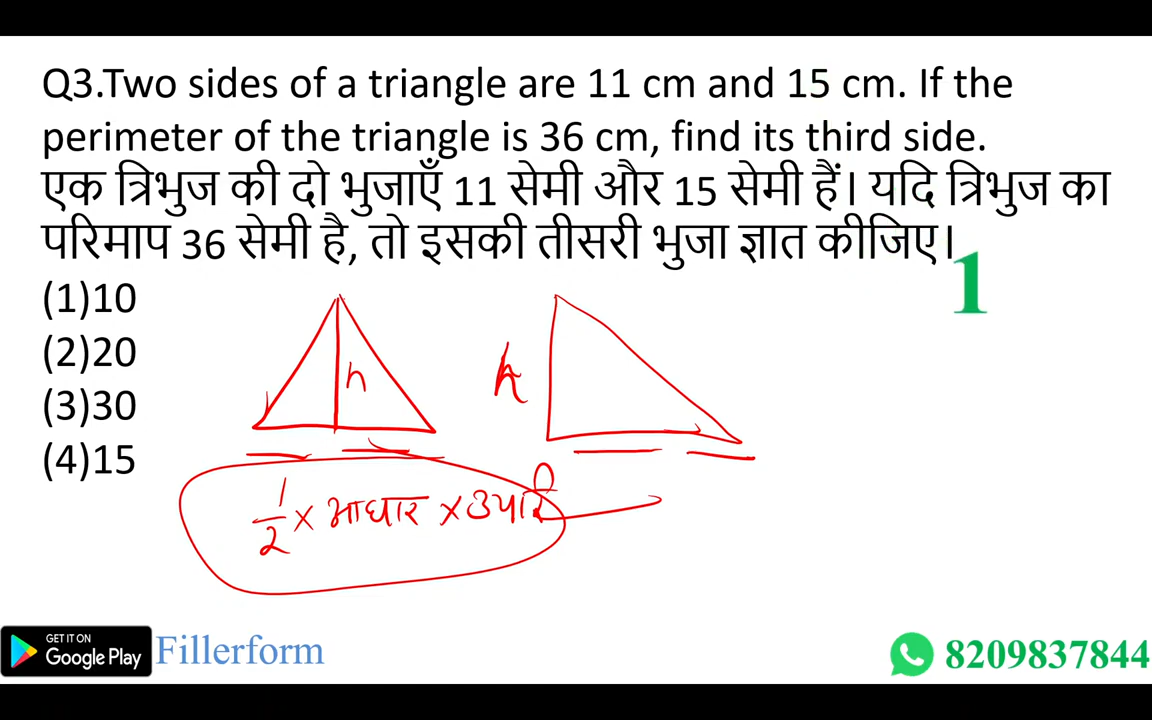 Q3.Two sides of a triangle are 11 cm and 15 cm. If the
perimeter of the triangle is 36 cm, find its third side.
एक त्रिभुज की दो भुजाएँ 11 सेमी और 15 सेमी हैं। यदि त्रिभुज का
परिमाप 36 सेमी है, तो इसकी तीसरी भुजा ज्ञात कीजिए।
1
(1)10
(2)20
(3)30
(4)15
h
h
1/2 × आधार ×
GET IT ON
Google Play
Fillerform
8209837844